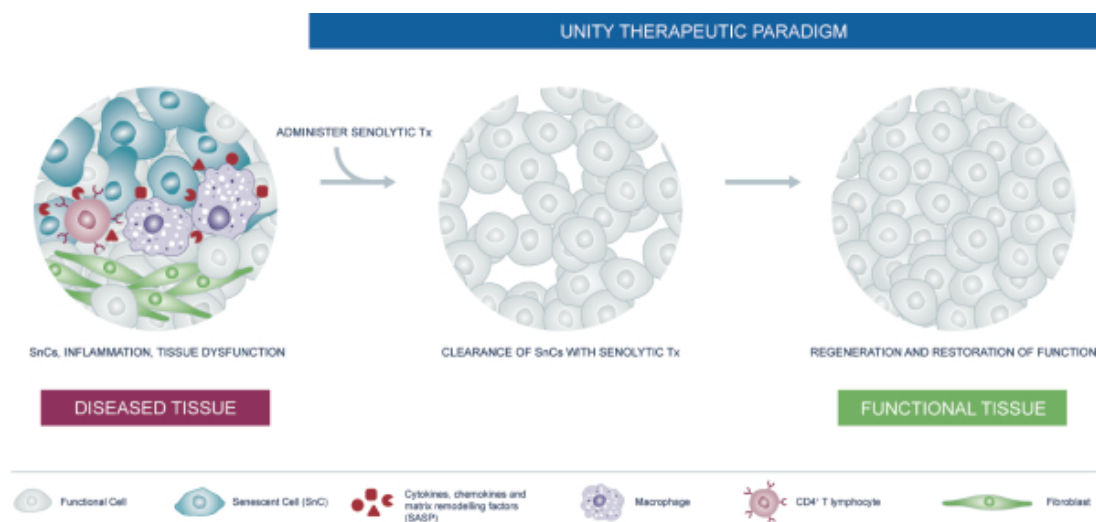 UNITY THERAPEUTIC PARADIGM
ADMINISTER SENOLYTIC Tx
SnCs, INFLAMMATION, TISSUE DYSFUNCTION
CLEARANCE OF SnCs WITH SENOLYTIC Tx
REGENERATION AND RESTORATION OF FUNCTION
DISEASED TISSUE
FUNCTIONAL TISSUE
Functional Cell
Senescent Cell (SnC)
Cytokines, chemokines and
matrix remodelling factors
(SASP)
Macrophage
CD4⁺ T lymphocyte
Fibroblast